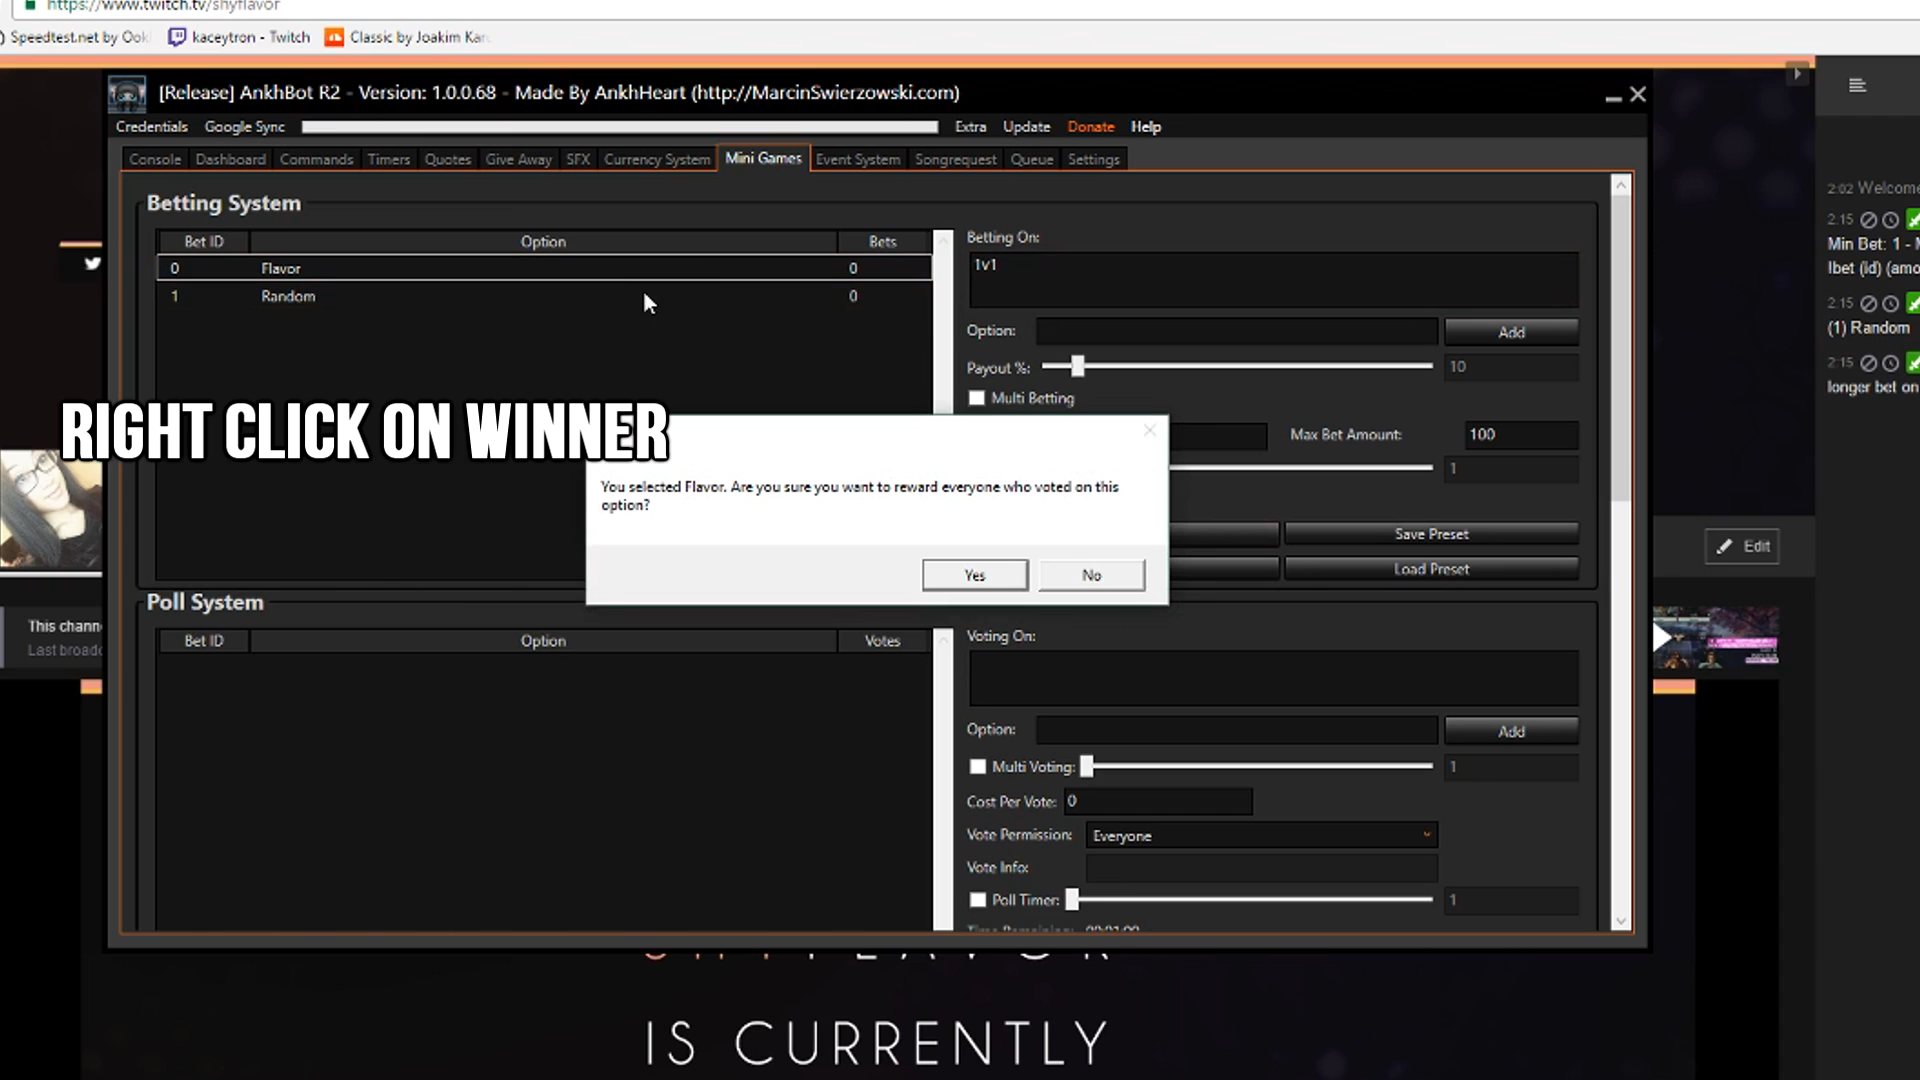 https://www.twitch.tv/shyflavor
Speedtest.net by Ook
kaceytron - Twitch
Classic by Joakim Kar
[Release] AnkhBot R2 - Version: 1.0.0.68 - Made By AnkhHeart (http://MarcinSwierzowski.com)
Credentials Google Sync Extra Update Donate Help
Console Dashboard Commands Timers Quotes Give Away SFX Currency System Mini Games Event System Songrequest Queue Settings
Betting System
Bet ID Option Bets
0 Flavor 0
1 Random 0
Betting On:
1v1
Option: Add
Payout %: 10
Multi Betting
Max Bet Amount: 100
1
Save Preset
Load Preset
RIGHT CLICK ON WINNER
You selected Flavor. Are you sure you want to reward everyone who voted on this
option?
Yes No
Poll System
Bet ID Option Votes
Voting On:
Option: Add
Multi Voting: 1
Cost Per Vote: 0
Vote Permission: Everyone
Vote Info:
Poll Timer: 1
Time Remaining: 00:01:00
2:02 Welcome
2:15
Min Bet: 1 -
!bet (id) (amo
2:15
(1) Random
2:15
longer bet on
Edit
This chann
Last broadc
IS CURRENTLY